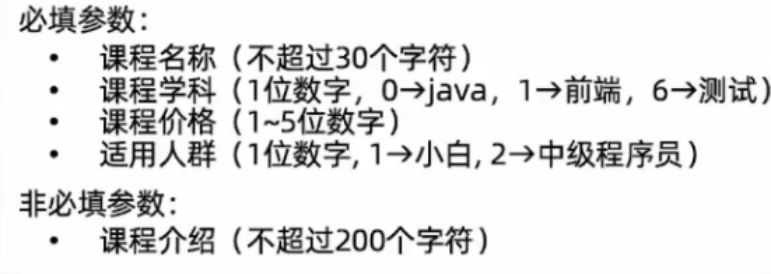 必填参数：
• 课程名称（不超过30个字符）
• 课程学科（1位数字，0→java，1→前端，6→测试）
• 课程价格（1~5位数字）
• 适用人群（1位数字, 1→小白, 2→中级程序员）
非必填参数：
• 课程介绍（不超过200个字符）